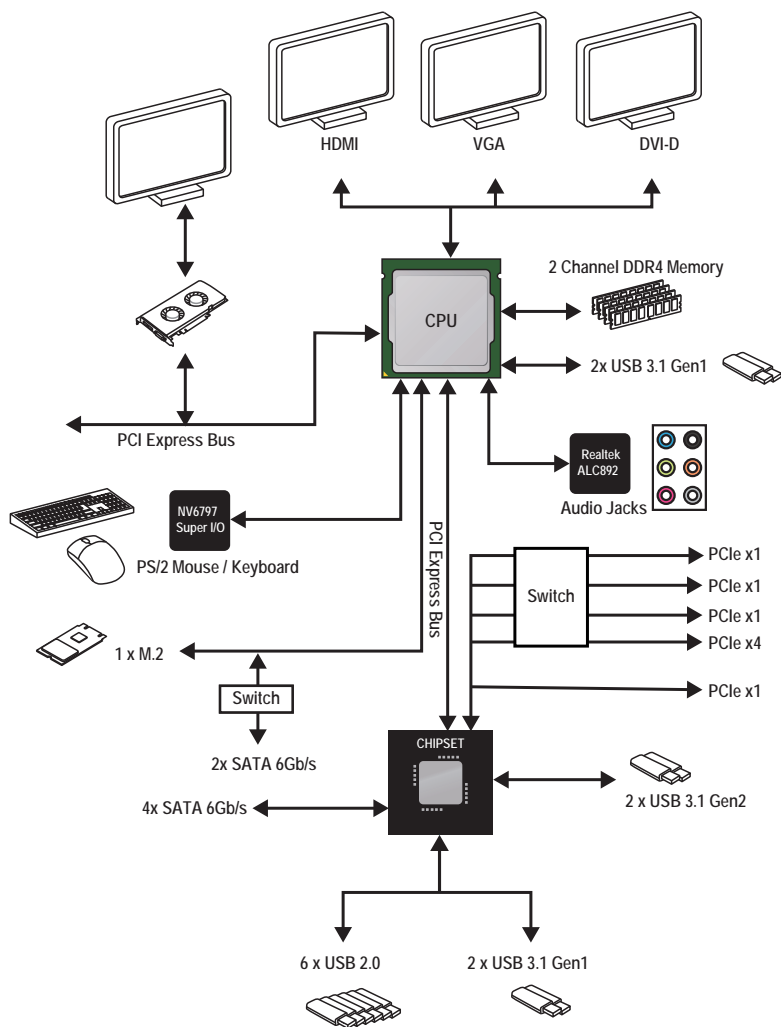 HDMI
VGA
DVI-D
2 Channel DDR4 Memory
CPU
2x USB 3.1 Gen1
PCI Express Bus
Realtek
ALC892
Audio Jacks
NV6797
Super I/O
PS/2 Mouse / Keyboard
PCI Express Bus
Switch
PCIe x1
PCIe x1
PCIe x1
PCIe x4
PCIe x1
1 x M.2
Switch
2x SATA 6Gb/s
CHIPSET
4x SATA 6Gb/s
2 x USB 3.1 Gen2
6 x USB 2.0
2 x USB 3.1 Gen1